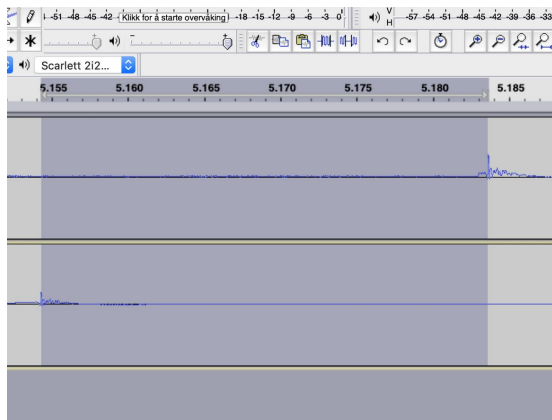 -51 -48 -45 -42 Klikk for å starte overvåking -18 -15 -12 -9 -6 -3 0 V H -57 -54 -51 -48 -45 -42 -39 -36 -33
Scarlett 2i2...
5.155 5.160 5.165 5.170 5.175 5.180 5.185